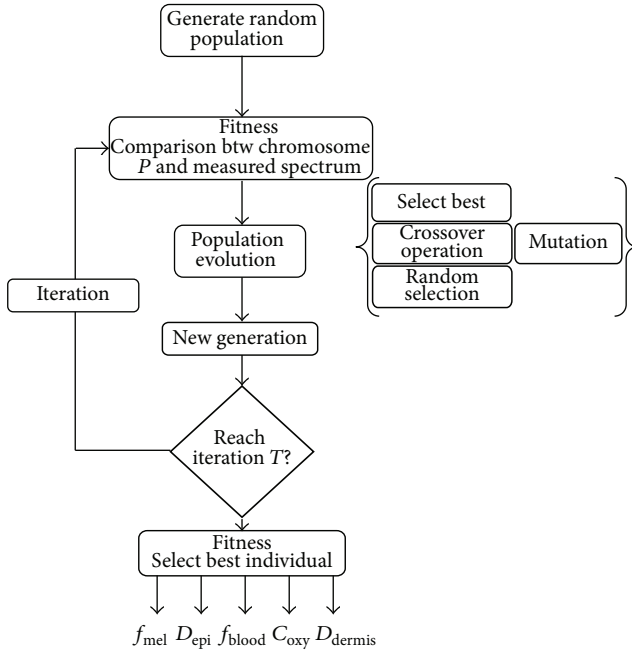 Generate random
population
Fitness
Comparison btw chromosome
P and measured spectrum
Select best
Crossover
operation
Mutation
Random
selection
Population
evolution
Iteration
New generation
Reach
iteration T?
Fitness
Select best individual
f_mel D_epi f_blood C_oxy D_dermis